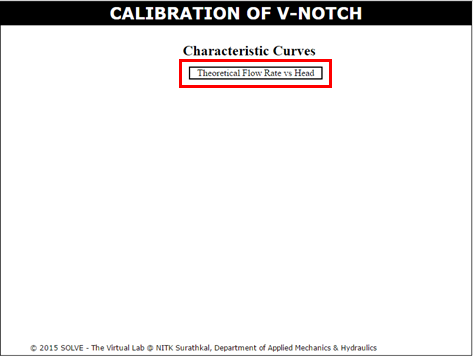 CALIBRATION OF V-NOTCH
Characteristic Curves
Theoretical Flow Rate vs Head
© 2015 SOLVE - The Virtual Lab @ NITK Surathkal, Department of Applied Mechanics & Hydraulics